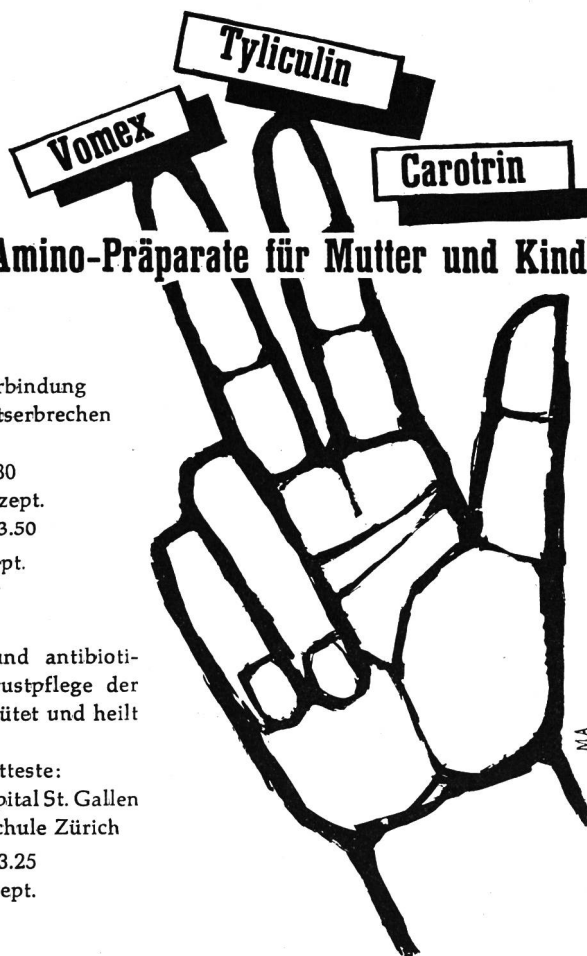 Tyliculin
Vomex
Carotrin
Amino-Präparate für Mutter und Kind
rbindung
tserbrechen
30
zept.
3.50
pt.
und antibioti-
ustpflege der
ütet und heilt
tteste:
pital St. Gallen
chule Zürich
3.25
ept.
MA